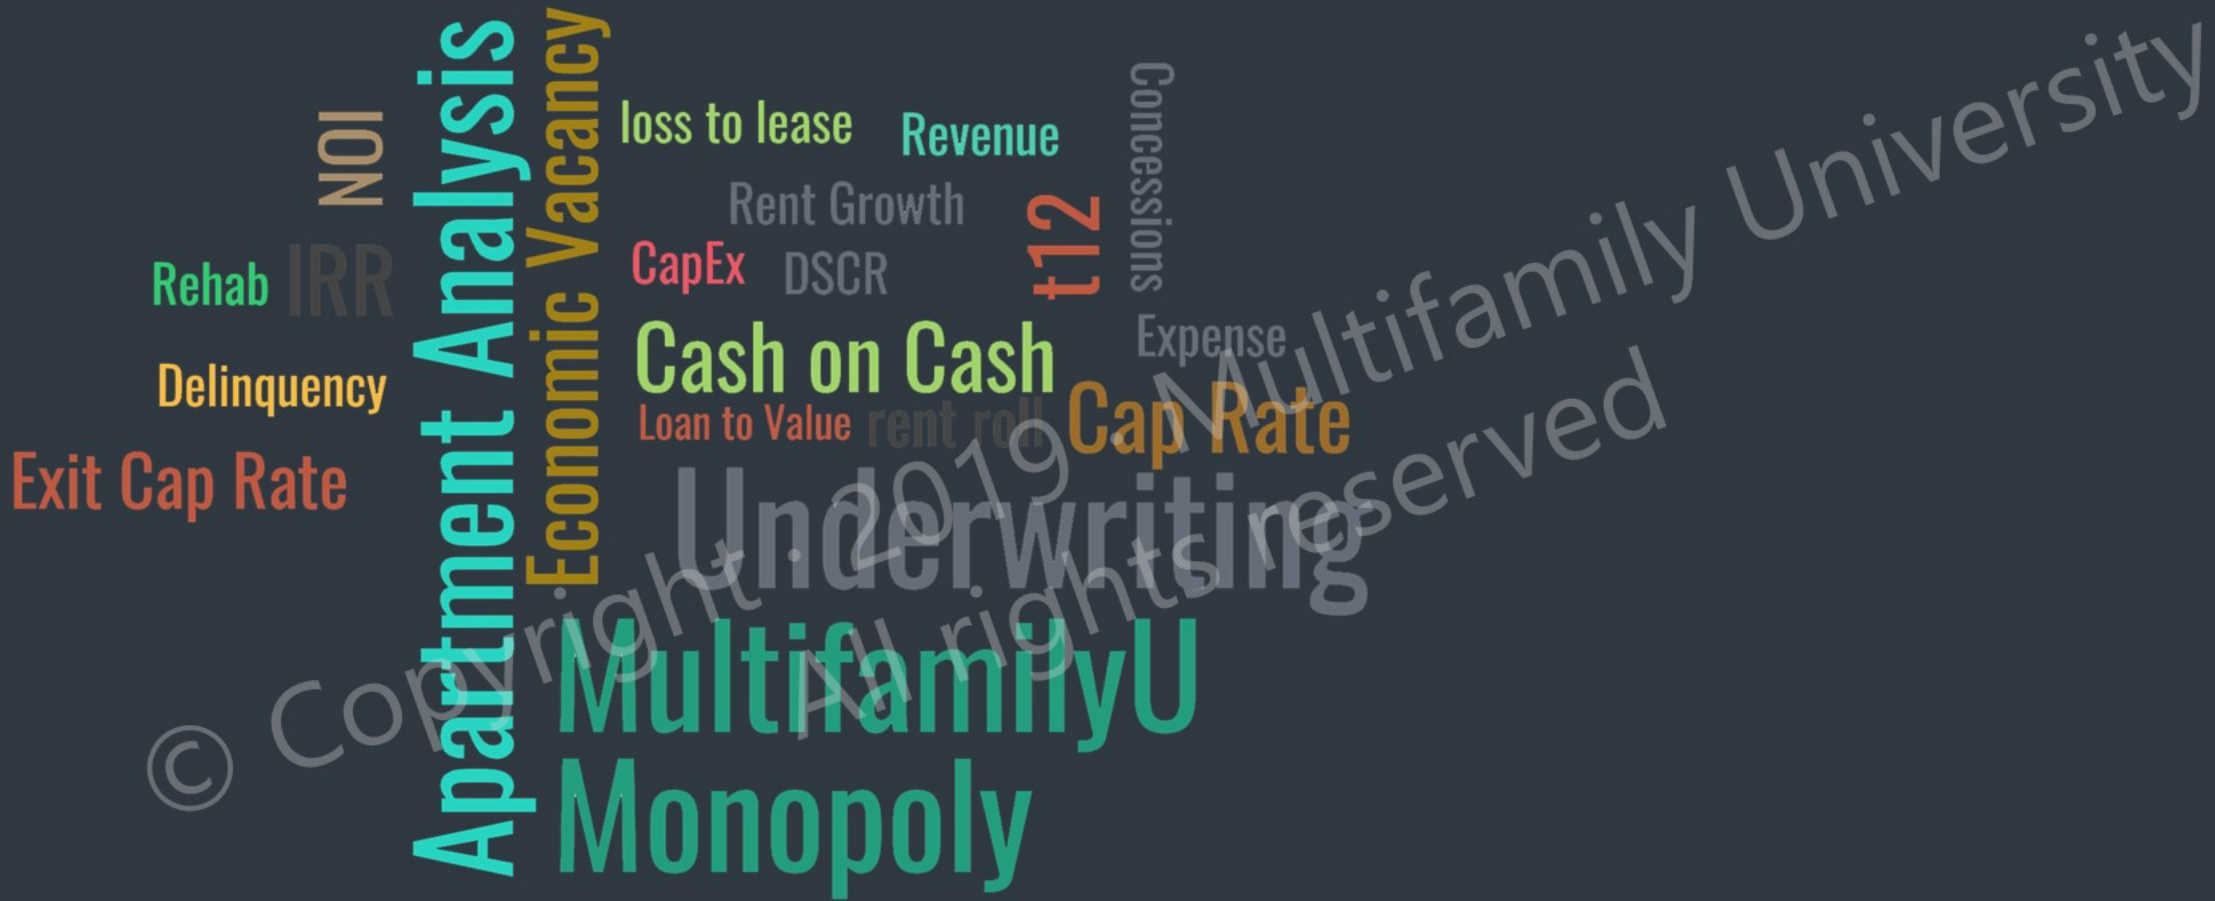 NOI
Rehab
IRR
Delinquency
Exit Cap Rate
Apartment Analysis
Economic Vacancy
loss to lease
Revenue
Concessions
Rent Growth
t12
CapEx
DSCR
Expense
Cash on Cash
Loan to Value
rent roll
Cap Rate
Underwriting
MultifamilyU
Monopoly
© Copyright . 2019 . Multifamily University
All rights reserved